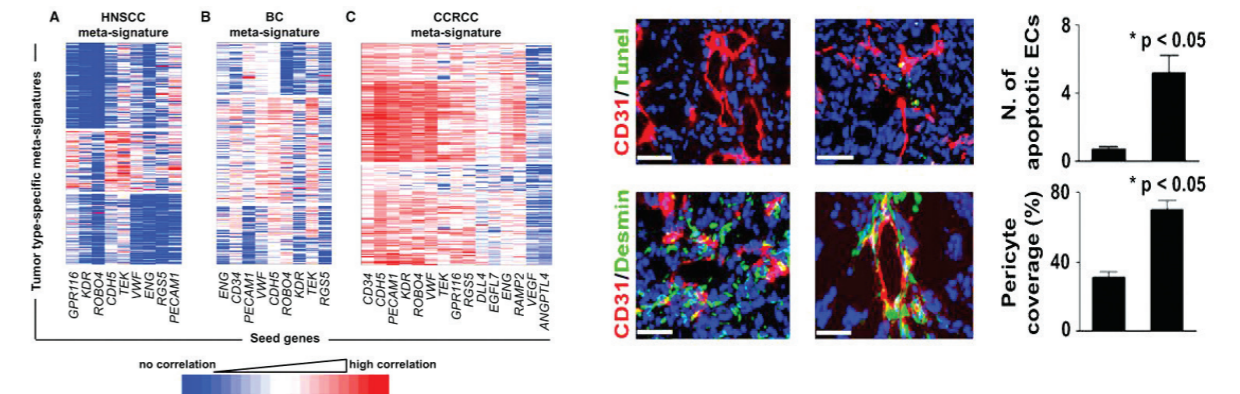 A HNSCC
meta-signature
B BC
meta-signature
C CCRCC
meta-signature
Tumor type-specific meta-signatures
GPR116
KDR
ROBO4
CDH5
TEK
VWF
ENG
RGS5
PECAM1
ENG
CD34
PECAM1
VWF
CDH5
ROBO4
KDR
TEK
RGS5
CD34
CDH5
PECAM1
KDR
ROBO4
VWF
TEK
GPR116
RGS5
DLL4
EGFL7
ENG
RAMP2
VEGF
ANGPTL4
Seed genes
no correlation
high correlation
CD31/Tunel
N. of
apoptotic ECs
8
4
0
* p < 0.05
CD31/Desmin
Pericyte
coverage (%)
80
40
0
* p < 0.05